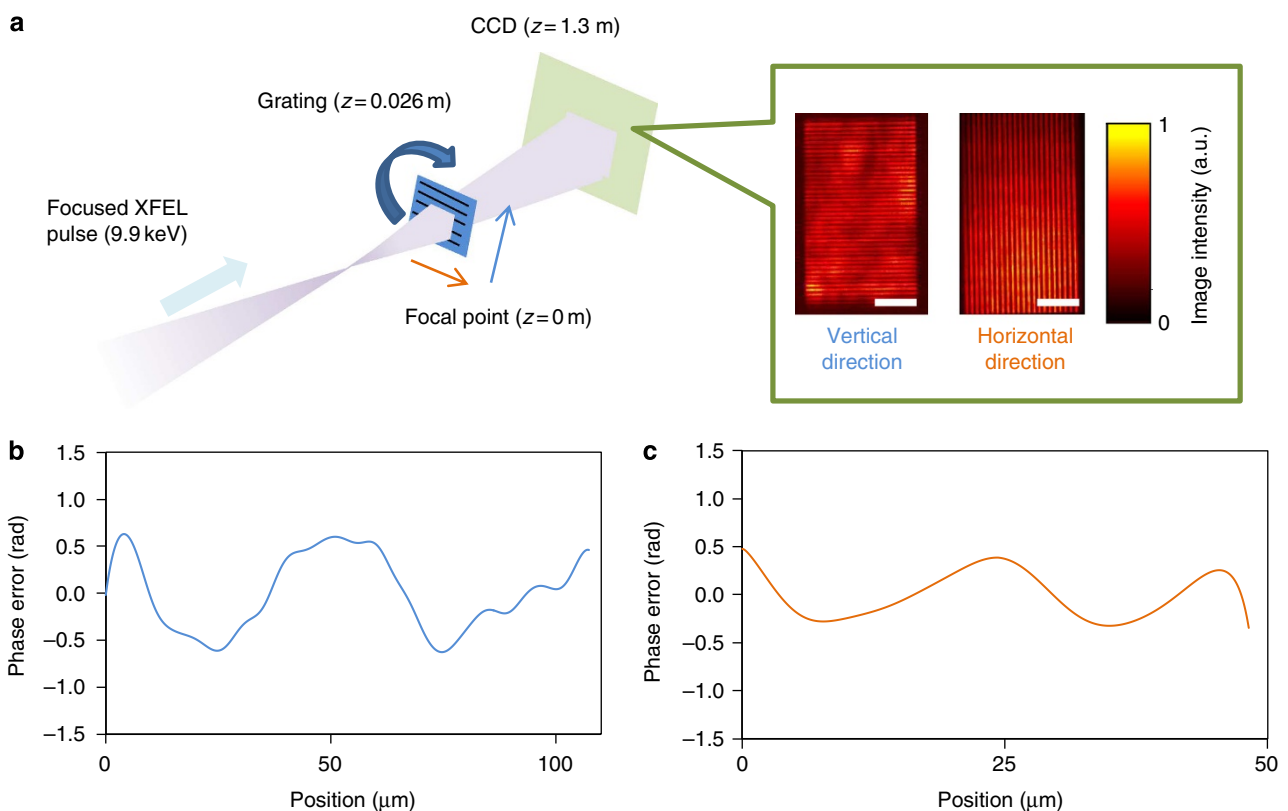 a
CCD (z = 1.3 m)
Grating (z = 0.026 m)
Focused XFEL
pulse (9.9 keV)
Focal point (z = 0 m)
Vertical
direction
Horizontal
direction
1
0
Image intensity (a.u.)
b
1.5
1.0
0.5
0.0
–0.5
–1.0
–1.5
Phase error (rad)
0
50
100
Position (μm)
c
1.5
1.0
0.5
0.0
–0.5
–1.0
–1.5
Phase error (rad)
0
25
50
Position (μm)